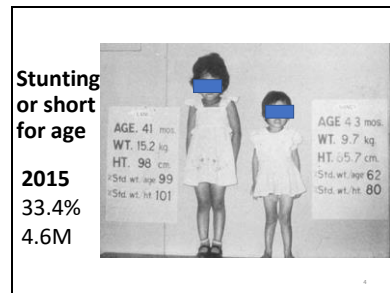 Stunting
or short
for age
2015
33.4%
4.6M
AGE. 41 mos.
WT. 15.2 kg
HT. 98 cm.
%Std. wt./age 99
%Std. wt./ht. 101
AGE 43 mos.
WT. 9.7 kg.
HT. 85.7 cm.
%Std. wt./age 62
%Std. wt./ht. 80
4